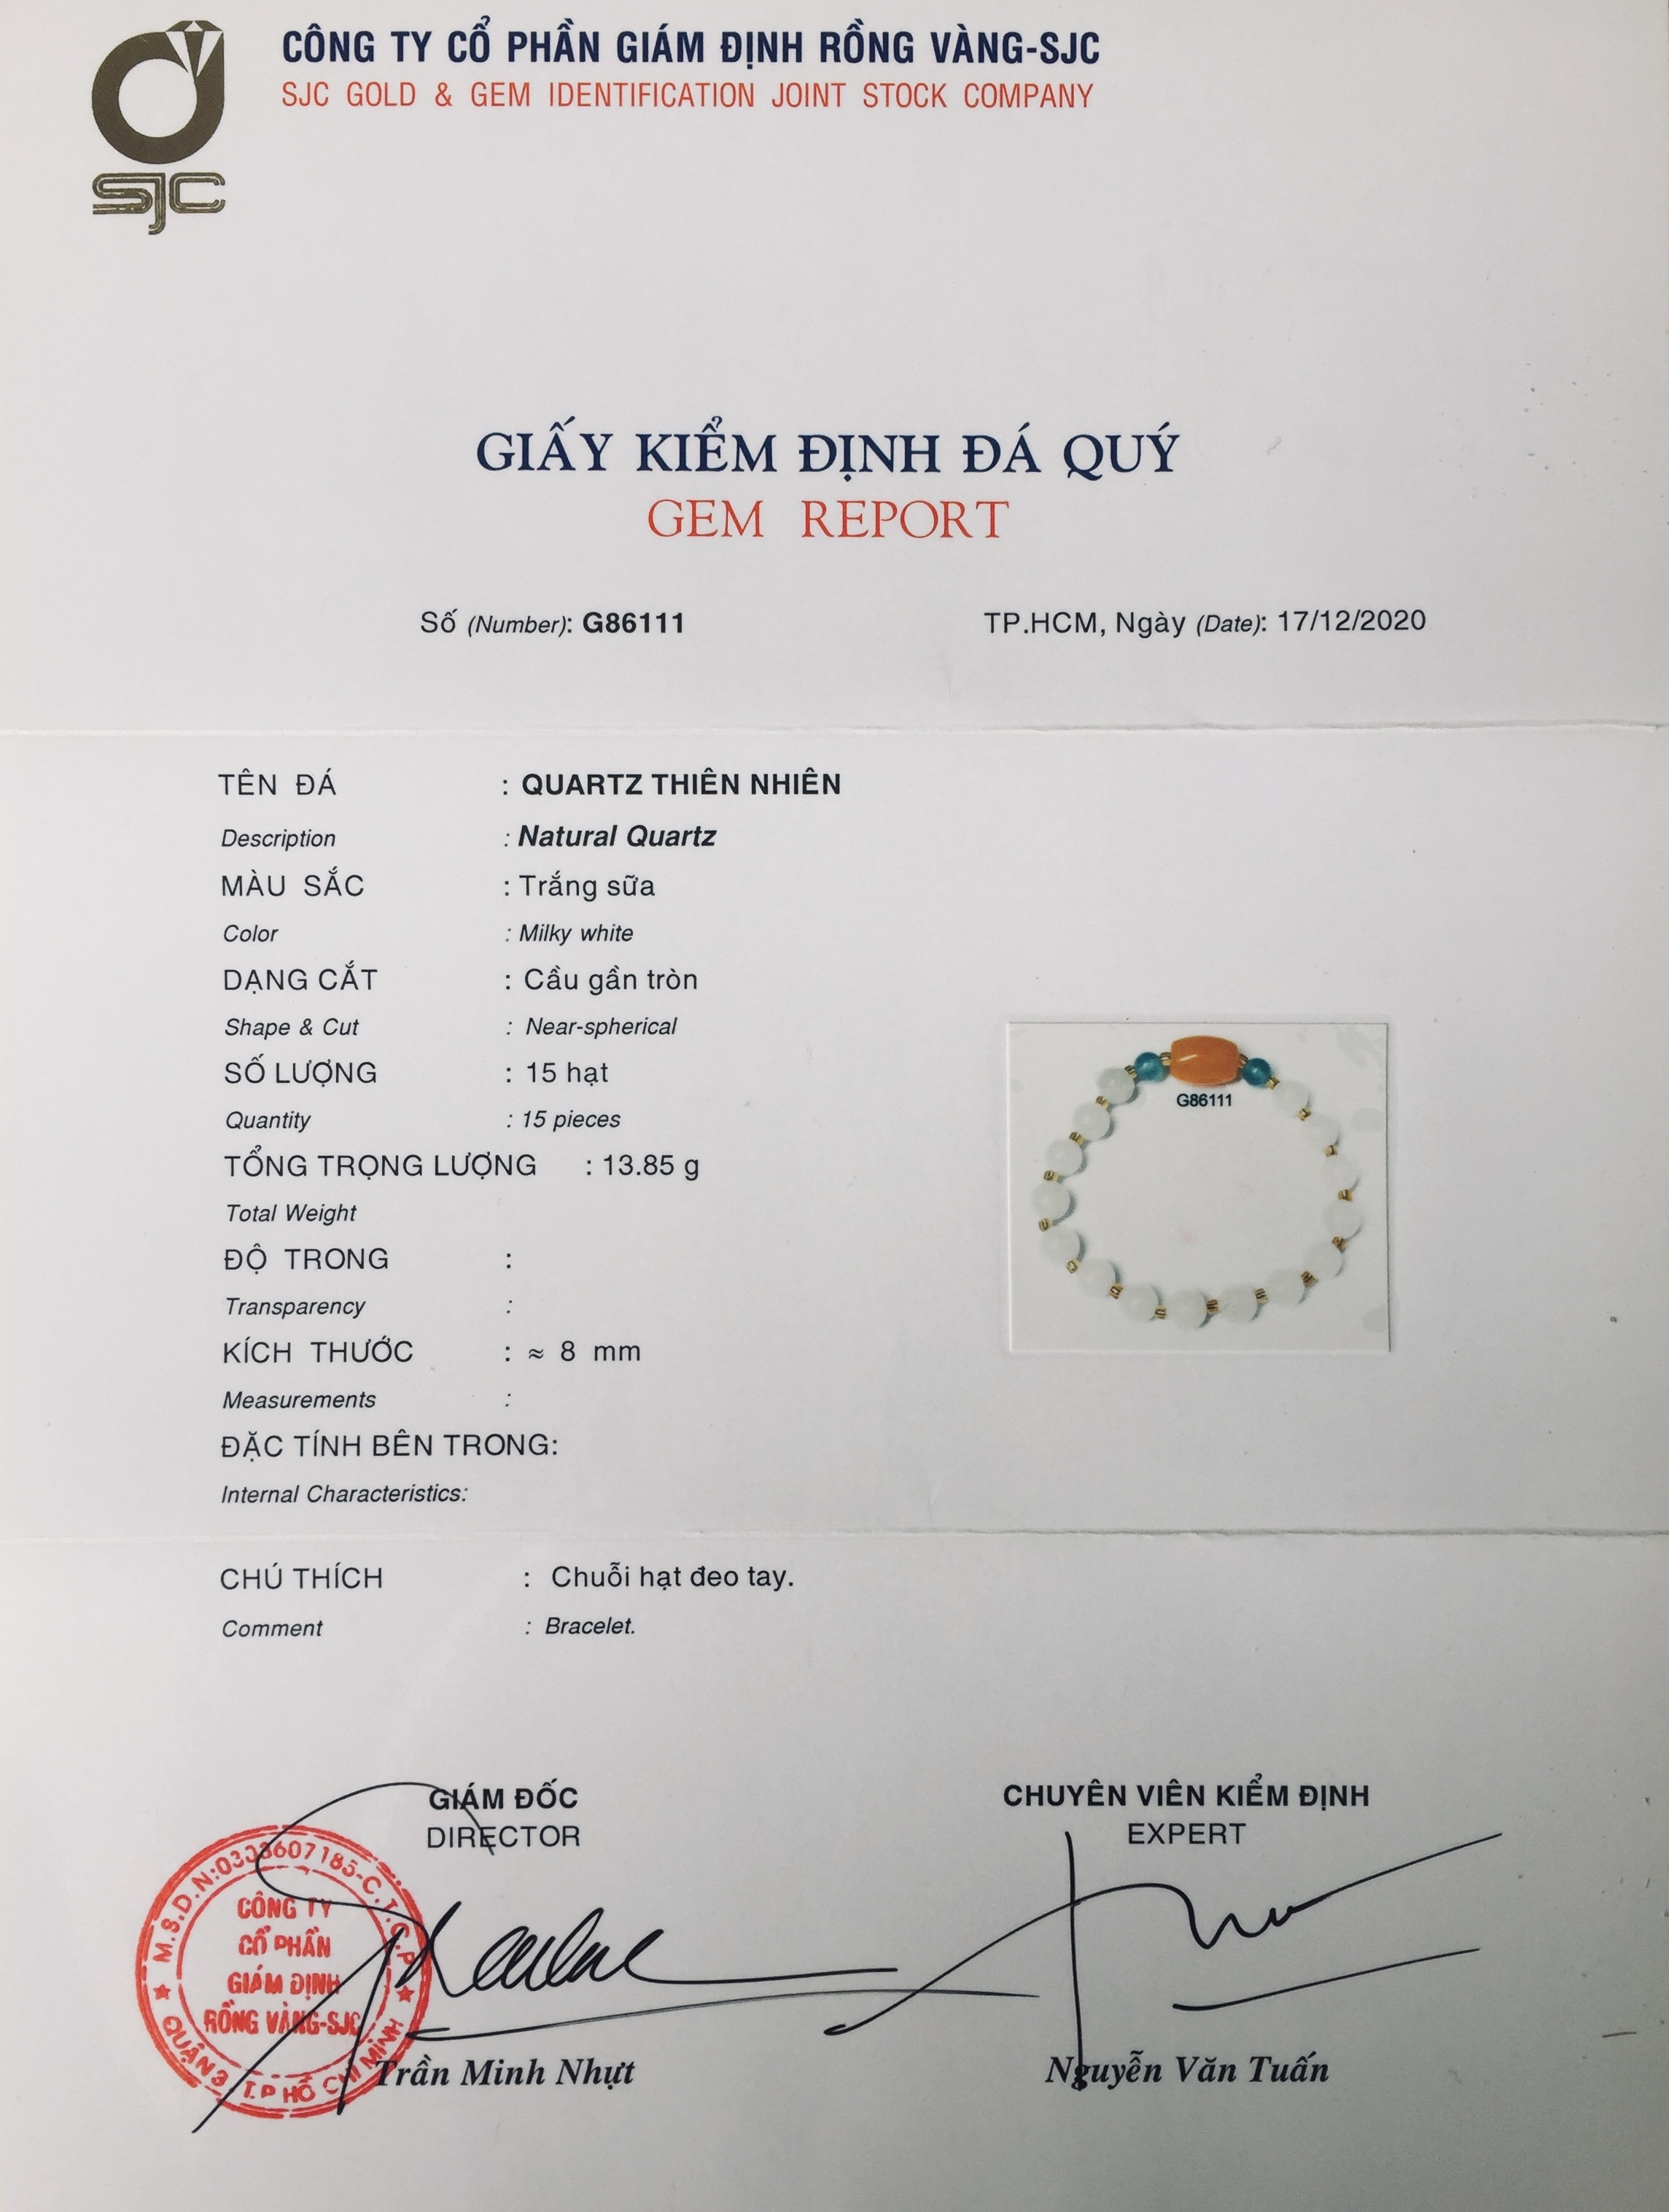 CÔNG TY CỔ PHẦN GIÁM ĐỊNH RỒNG VÀNG-SJC
SJC GOLD & GEM IDENTIFICATION JOINT STOCK COMPANY
SJC
GIẤY KIỂM ĐỊNH ĐÁ QUÝ
GEM REPORT
Số (Number): G86111 TP.HCM, Ngày (Date): 17/12/2020
TÊN ĐÁ : QUARTZ THIÊN NHIÊN
Description : Natural Quartz
MÀU SẮC : Trắng sữa
Color : Milky white
DẠNG CẮT : Cầu gần tròn
Shape & Cut : Near-spherical
SỐ LƯỢNG : 15 hạt
Quantity : 15 pieces
TỔNG TRỌNG LƯỢNG : 13.85 g
Total Weight
ĐỘ TRONG :
Transparency :
KÍCH THƯỚC : ≈ 8 mm
Measurements :
ĐẶC TÍNH BÊN TRONG:
Internal Characteristics:
G86111
CHÚ THÍCH : Chuỗi hạt đeo tay.
Comment : Bracelet.
GIÁM ĐỐC
DIRECTOR
CHUYÊN VIÊN KIỂM ĐỊNH
EXPERT
M.S.D.N:0303607185-C.T.C.P
CÔNG TY
CỔ PHẦN
GIÁM ĐỊNH
RỒNG VÀNG-SJC
QUẬN 3 T.P HỒ CHÍ MINH
Trần Minh Nhựt
Nguyễn Văn Tuấn